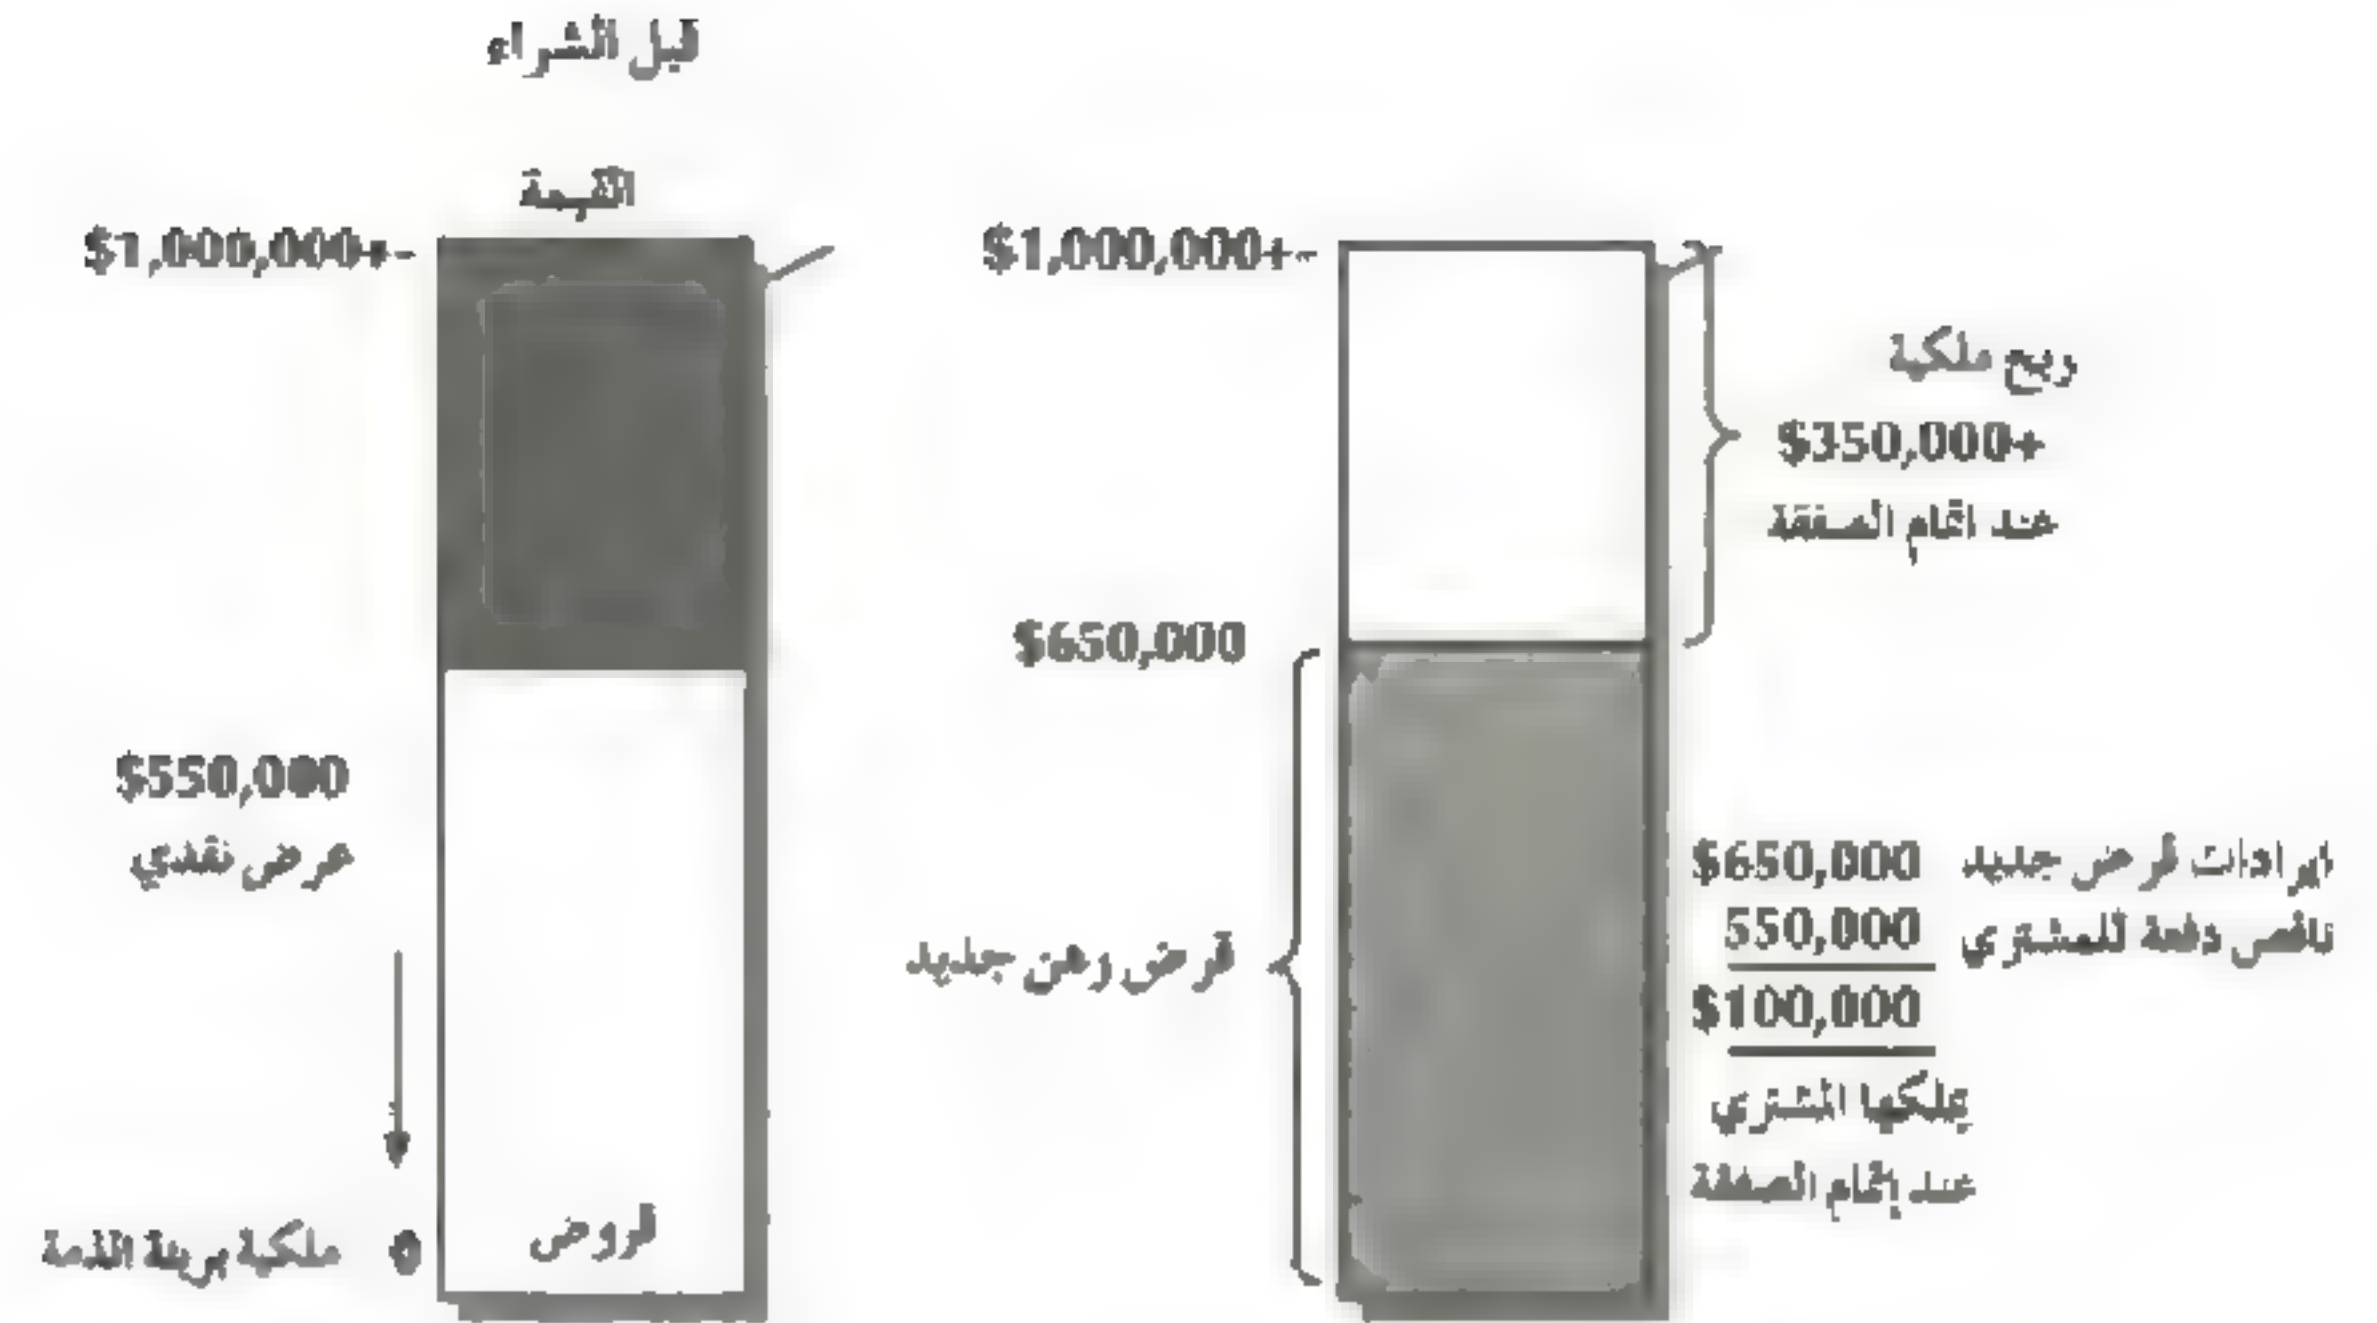 قبل الشراء
القيمة
$1,000,000+-
$550,000
عرض نقدي
ملكية بريئة الذمة
0
قروض
$1,000,000+-
$650,000
قرض رهن جديد
ربح ملكية
$350,000+
عند اتمام الصفقة
$650,000 ايرادات قرض جديد
550,000 ناقص دفعة للمشتري
$100,000
يملكها المشتري
عند إتمام الصفقة